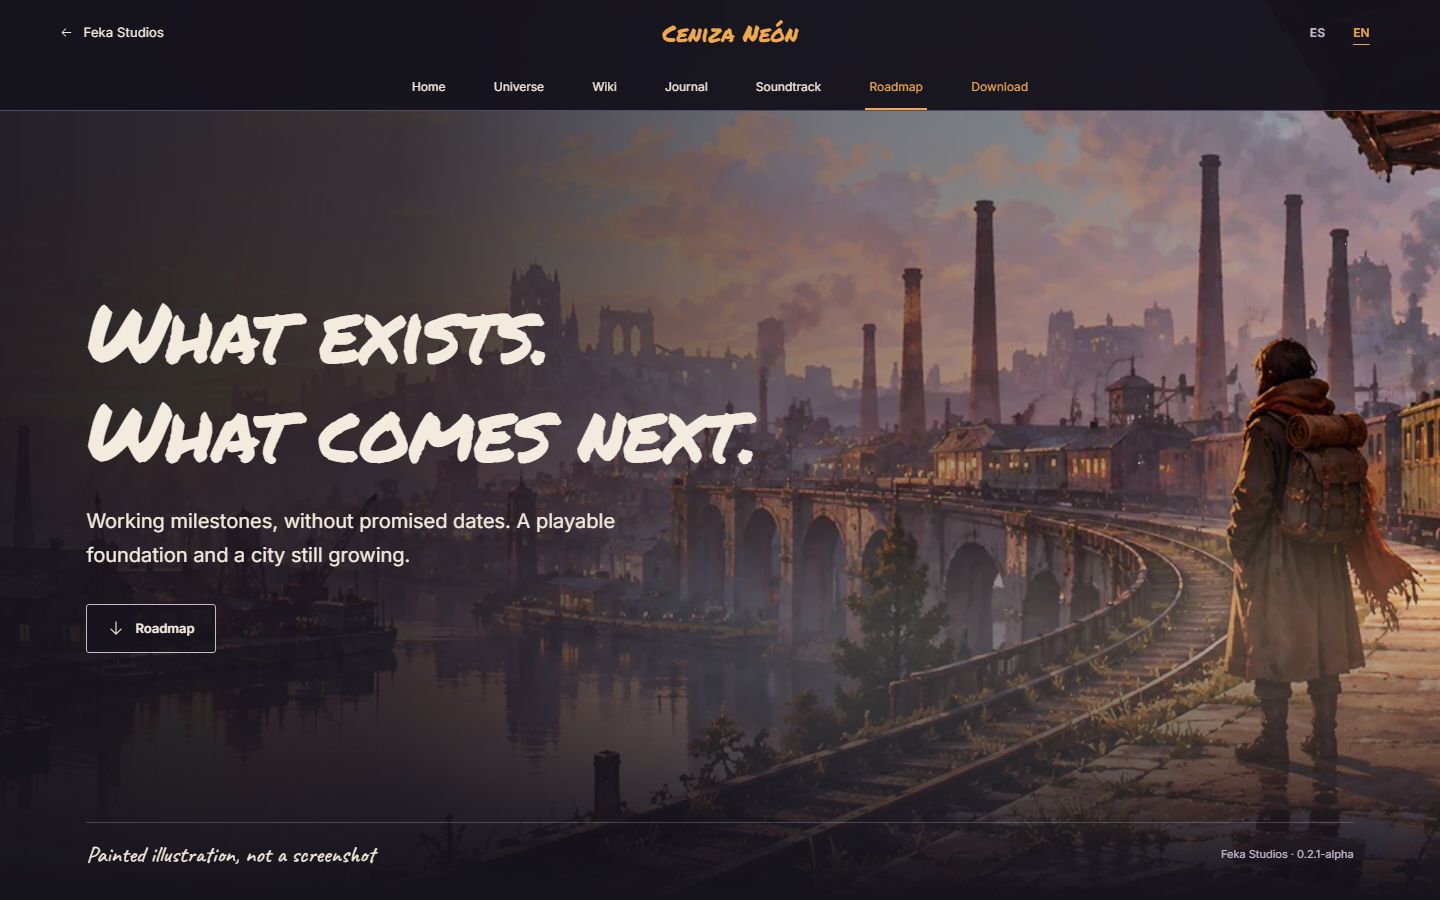 ← Feka Studios
Ceniza Neón
ES
EN
Home
Universe
Wiki
Journal
Soundtrack
Roadmap
Download
What exists.
What comes next.
Working milestones, without promised dates. A playable
foundation and a city still growing.
↓ Roadmap
Painted illustration, not a screenshot
Feka Studios · 0.2.1-alpha